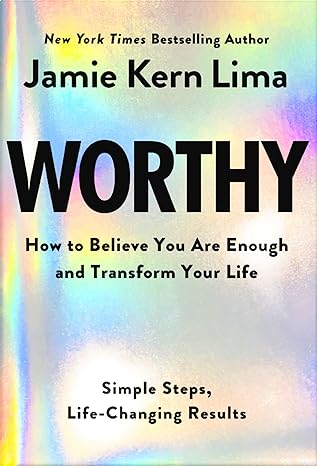 New York Times Bestselling Author
Jamie Kern Lima
WORTHY
How to Believe You Are Enough
and Transform Your Life
Simple Steps,
Life-Changing Results